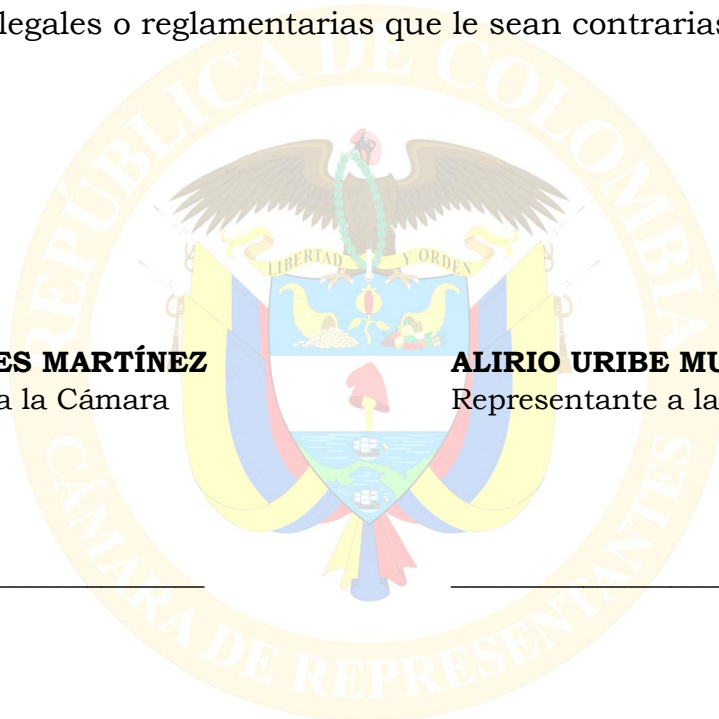 legales o reglamentarias que le sean contrarias
REPÚBLICA DE COLOMBIA
LIBERTAD Y ORDEN
ES MARTÍNEZ ALIRIO URIBE MU
a la Cámara Representante a la
CÁMARA DE REPRESENTANTES